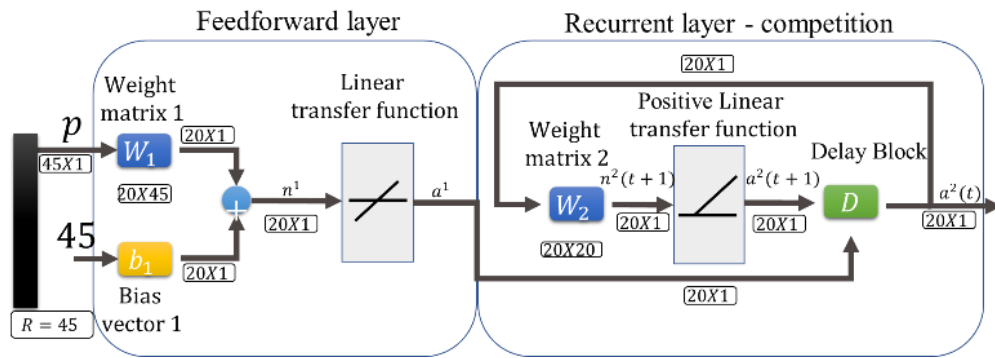 Feedforward layer
Recurrent layer - competition
20X1
Weight
matrix 1
Linear
transfer function
Positive Linear
transfer function
Weight
matrix 2
Delay Block
p
45X1
W₁
20X1
20X45
+
n¹
20X1
a¹
W₂
20X20
n²(t+1)
20X1
a²(t+1)
20X1
D
a²(t)
20X1
45
b₁
20X1
Bias
vector 1
20X1
R = 45